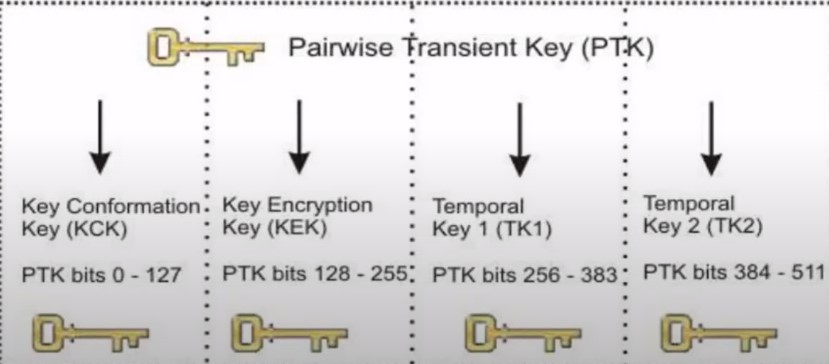 Pairwise Transient Key (PTK)
Key Conformation
Key (KCK)
PTK bits 0 - 127
Key Encryption
Key (KEK)
PTK bits 128 - 255
Temporal
Key 1 (TK1)
PTK bits 256 - 383
Temporal
Key 2 (TK2)
PTK bits 384 - 511